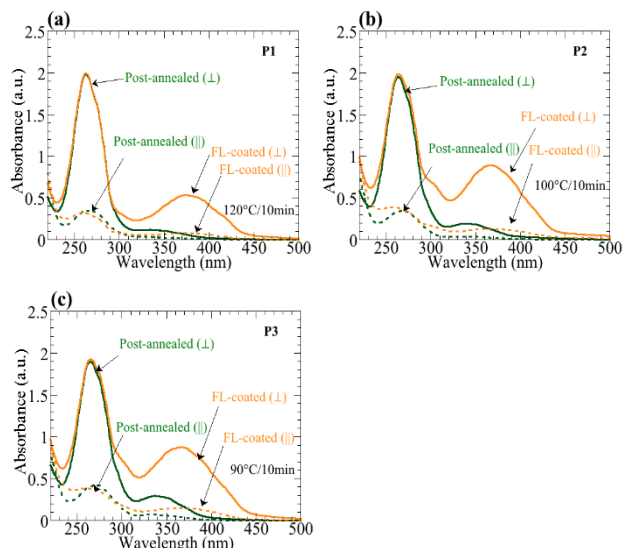 (a)
P1
2.5
2
1.5
1
0.5
0
Absorbance (a.u.)
Post-annealed (⊥)
Post-annealed (||)
FL-coated (⊥)
FL-coated (||)
120°C/10min
250 300 350 400 450 500
Wavelength (nm)
(b)
P2
2.5
2
1.5
1
0.5
0
Absorbance (a.u.)
Post-annealed (⊥)
FL-coated (⊥)
Post-annealed (||)
FL-coated (||)
100°C/10min
250 300 350 400 450 500
Wavelength (nm)
(c)
P3
2.5
2
1.5
1
0.5
0
Absorbance (a.u.)
Post-annealed (⊥)
FL-coated (⊥)
Post-annealed (||)
FL-coated (||)
90°C/10min
250 300 350 400 450 500
Wavelength (nm)